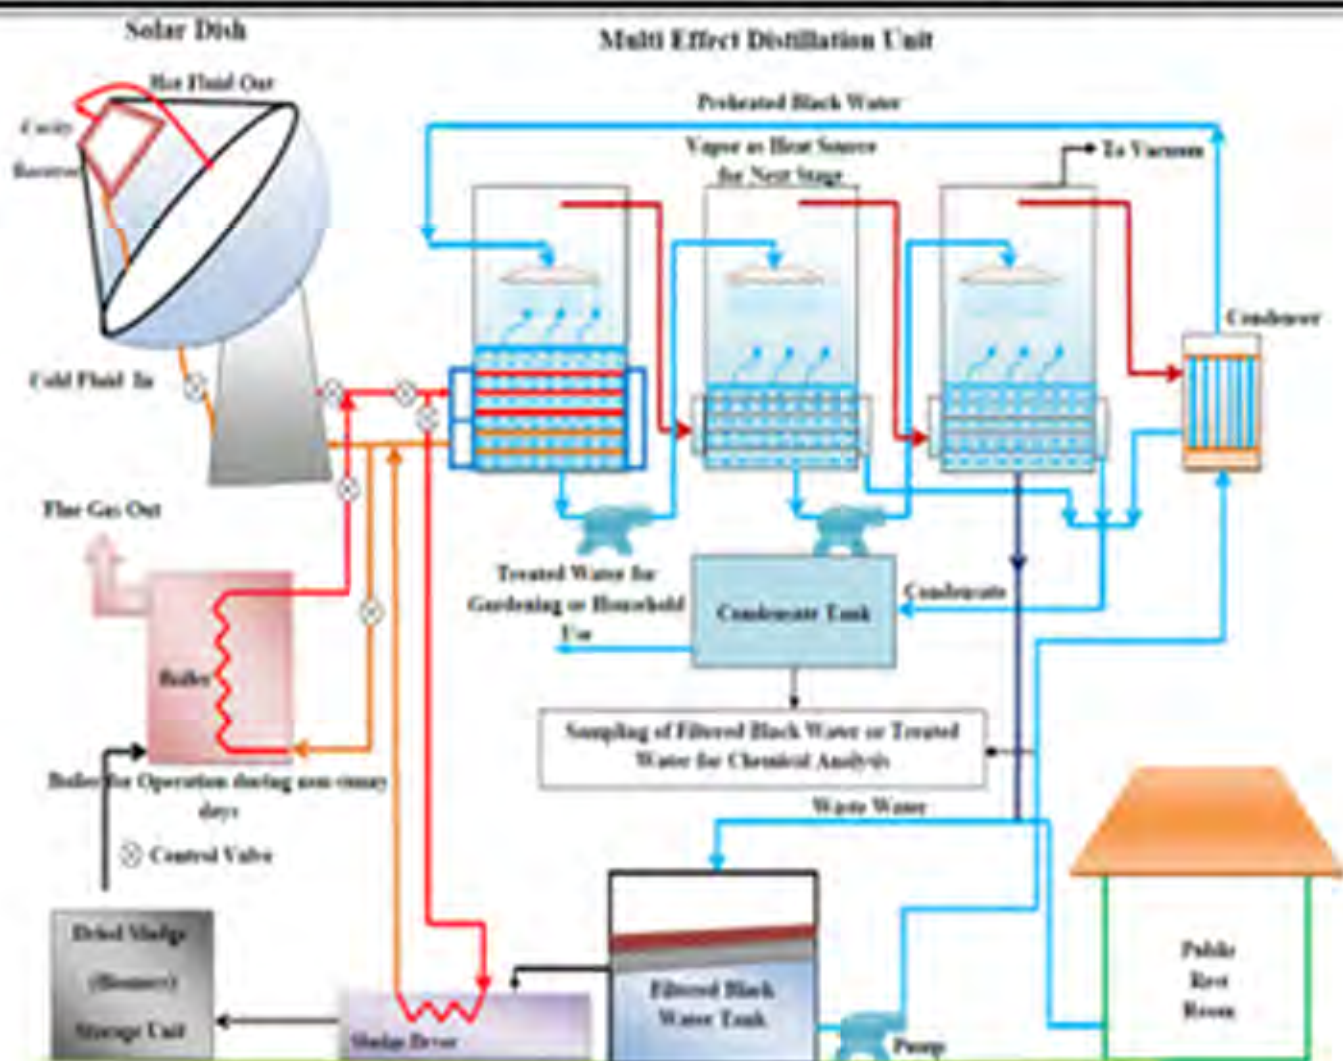 Solar Dish
Multi Effect Distillation Unit
Hot Fluid Out
Cavity
Receiver
Preheated Black Water
Vapor as Heat Source
for Next Stage
To Vacuum
Condenser
Cold Fluid In
Flue Gas Out
Treated Water for
Gardening or Household
Use
Condensate Tank
Condensate
Boiler
Sampling of Filtered Black Water or Treated
Water for Chemical Analysis
Boiler for Operation during non-sunny
days
Waste Water
Control Valve
Dried Sludge
(Biomass)
Storage Unit
Sludge Dryer
Filtered Black
Water Tank
Pump
Public
Rest
Room